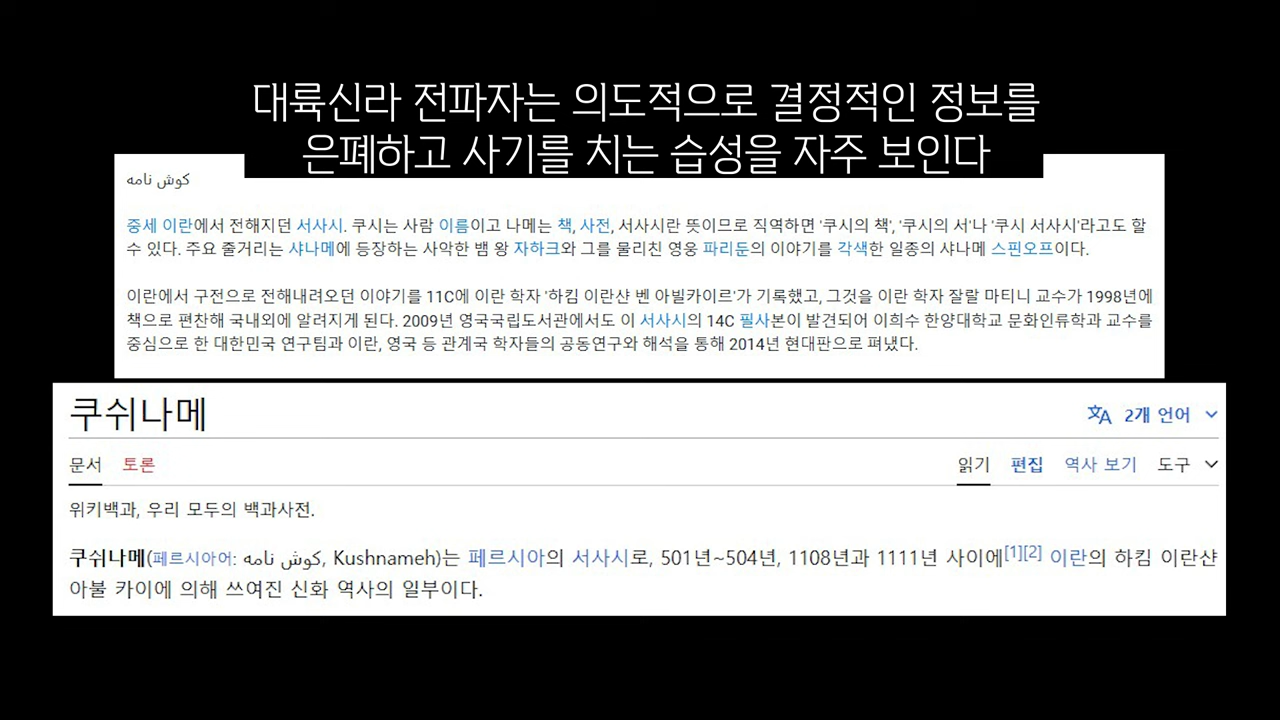 대륙신라 전파자는 의도적으로 결정적인 정보를
은폐하고 사기를 치는 습성을 자주 보인다
کوش نامه
중세 이란에서 전해지던 서사시. 쿠시는 사람 이름이고 나메는 책, 사전, 서사시란 뜻이므로 직역하면 '쿠시의 책', '쿠시의 서'나 '쿠시 서사시'라고도 할
수 있다. 주요 줄거리는 샤나메에 등장하는 사악한 뱀 왕 자하크와 그를 물리친 영웅 파리둔의 이야기를 각색한 일종의 샤나메 스핀오프이다.
이란에서 구전으로 전해내려오던 이야기를 11C에 이란 학자 '하킴 이란샨 벤 아빌카이르'가 기록했고, 그것을 이란 학자 잘랄 마티니 교수가 1998년에
책으로 편찬해 국내외에 알려지게 된다. 2009년 영국국립도서관에서도 이 서사시의 14C 필사본이 발견되어 이희수 한양대학교 문화인류학과 교수를
중심으로 한 대한민국 연구팀과 이란, 영국 등 관계국 학자들의 공동연구와 해석을 통해 2014년 현대판으로 펴냈다.
쿠쉬나메 2개 언어
문서 토론 읽기 편집 역사 보기 도구
위키백과, 우리 모두의 백과사전.
쿠쉬나메(페르시아어: کوش نامه, Kushnameh)는 페르시아의 서사시로, 501년~504년, 1108년과 1111년 사이에[1][2] 이란의 하킴 이란샨
아불 카이에 의해 쓰여진 신화 역사의 일부이다.